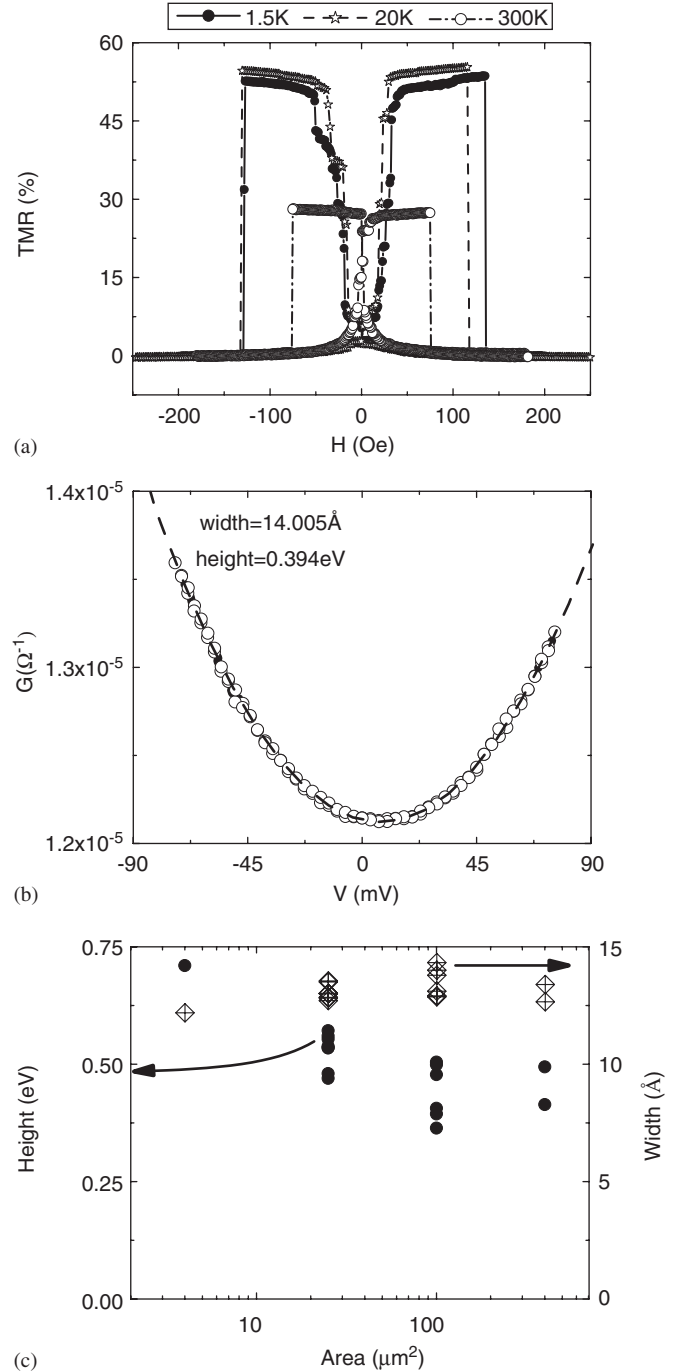 1.5K 20K 300K
60
45
30
15
0
TMR (%)
-200 -100 0 100 200
H (Oe)
(a)
1.4x10⁻⁵
1.3x10⁻⁵
1.2x10⁻⁵
G(Ω⁻¹)
width=14.005Å
height=0.394eV
-90 -45 0 45 90
V (mV)
(b)
0.75
0.50
0.25
0.00
Height (eV)
15
10
5
0
Width (Å)
10 100
Area (μm²)
(c)